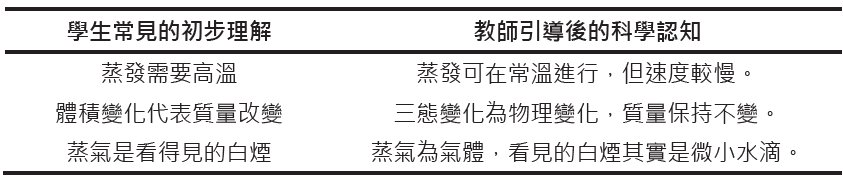 學生常見的初步理解 教師引導後的科學認知
蒸發需要高溫 蒸發可在常溫進行，但速度較慢。
體積變化代表質量改變 三態變化為物理變化，質量保持不變。
蒸氣是看得見的白煙 蒸氣為氣體，看見的白煙其實是微小水滴。